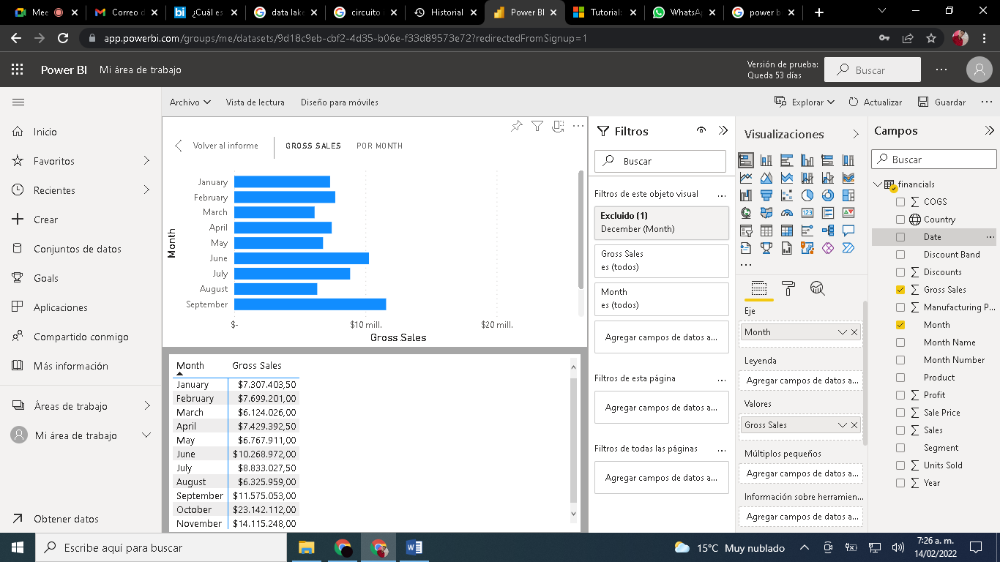 Mee
Correo d
¿Cuál es
data lake
circuito
Historial
Power BI
Tutorial:
WhatsAp
power b
app.powerbi.com/groups/me/datasets/9d18c9eb-cbf2-4d35-b06e-f33d89573e72?redirectedFromSignup=1
Power BI Mi área de trabajo
Versión de prueba:
Queda 53 días
Buscar
Archivo
Vista de lectura
Diseño para móviles
Explorar
Actualizar
Guardar
Inicio
Favoritos
Recientes
Crear
Conjuntos de datos
Goals
Aplicaciones
Compartido conmigo
Más información
Áreas de trabajo
Mi área de trabajo
Obtener datos
Volver al informe
GROSS SALES
POR MONTH
Month
January
February
March
April
May
June
July
August
September
$- $10 mill. $20 mill.
Gross Sales
Month Gross Sales
January $7.307.403,50
February $7.699.201,00
March $6.124.026,00
April $7.429.392,50
May $6.767.911,00
June $10.268.972,00
July $8.833.027,50
August $6.325.959,00
September $11.575.053,00
October $23.142.112,00
November $14.115.248,00
Filtros
Buscar
Filtros de este objeto visual ...
Excluido (1)
December (Month)
Gross Sales
es (todos)
Month
es (todos)
Agregar campos de datos a...
Filtros de esta página ...
Agregar campos de datos a...
Filtros de todas las páginas ...
Agregar campos de datos a...
Visualizaciones
Eje
Month
Leyenda
Agregar campos de datos a...
Valores
Gross Sales
Múltiplos pequeños
Agregar campos de datos a...
Información sobre herramien...
Agregar campos de datos a...
Campos
Buscar
financials
COGS
Country
Date
Discount Band
Discounts
Gross Sales
Manufacturing P...
Month
Month Name
Month Number
Product
Profit
Sale Price
Sales
Segment
Units Sold
Year
Escribe aquí para buscar
15°C Muy nublado
7:26 a. m.
14/02/2022